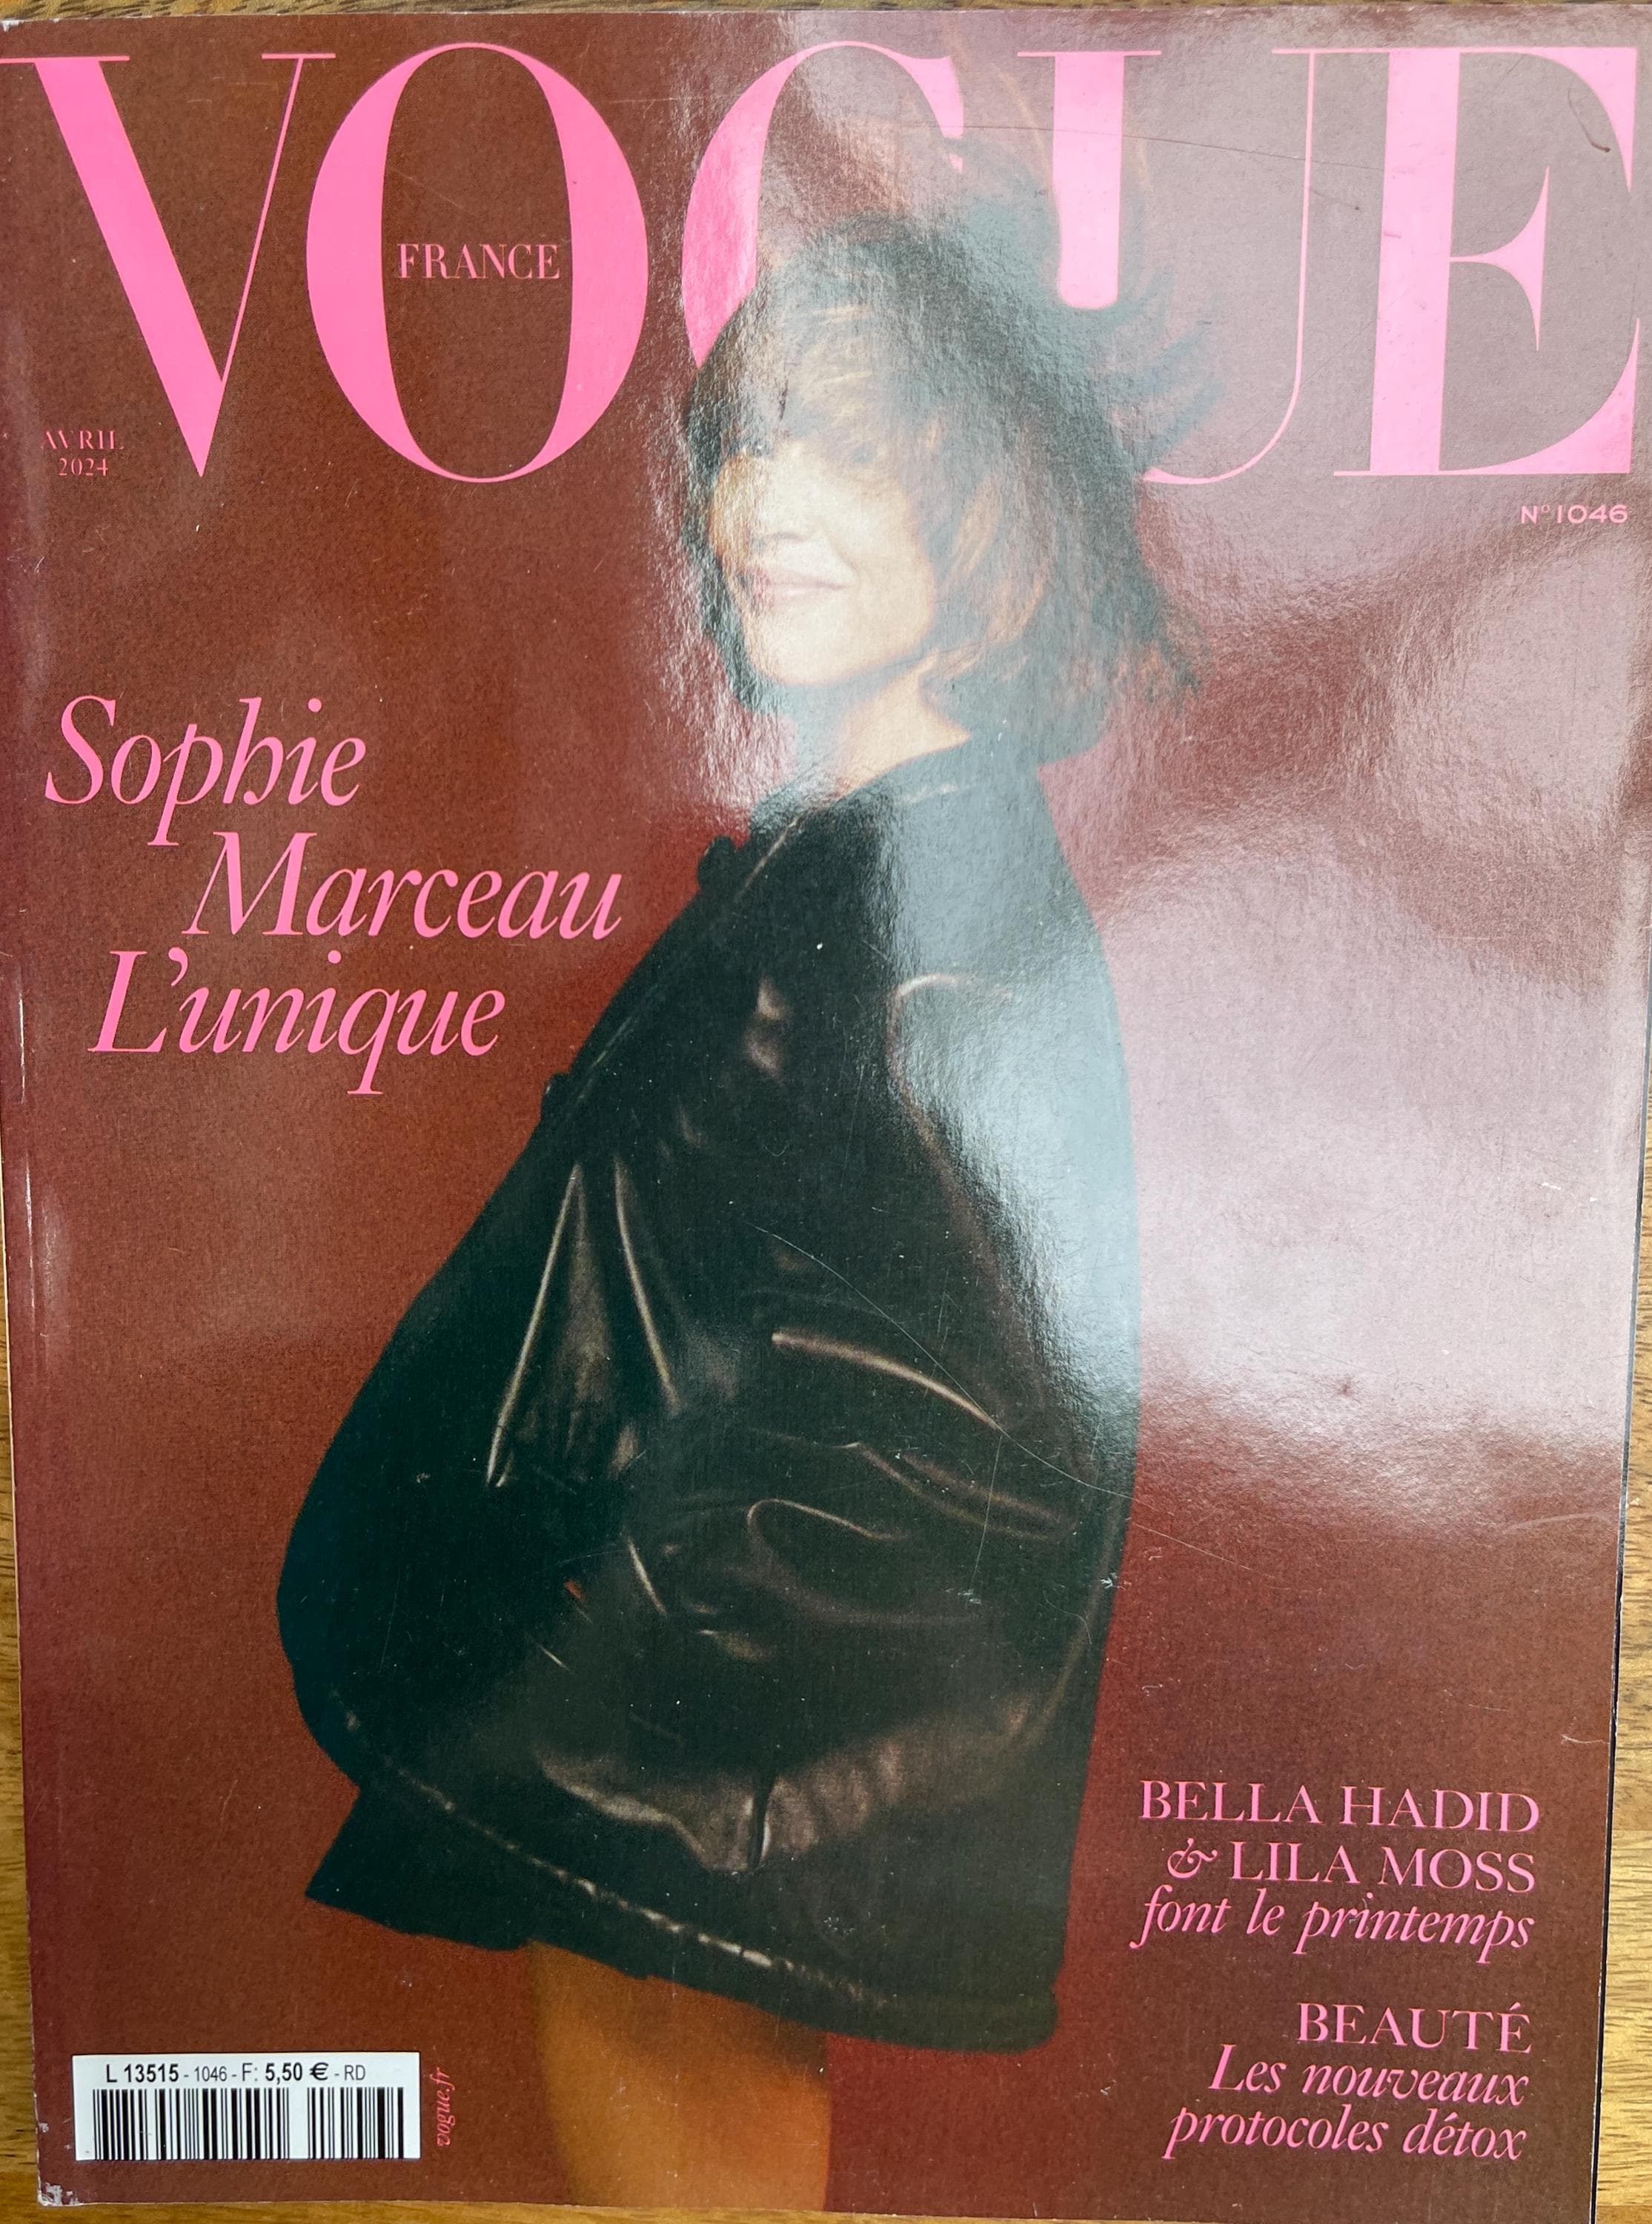 VOGUE
FRANCE
AVRIL
2024
N°1046
Sophie
Marceau
L'unique
BELLA HADID
& LILA MOSS
font le printemps
BEAUTÉ
Les nouveaux
protocoles détox
L 13515 - 1046 - F: 5,50 € - RD
vogue.fr